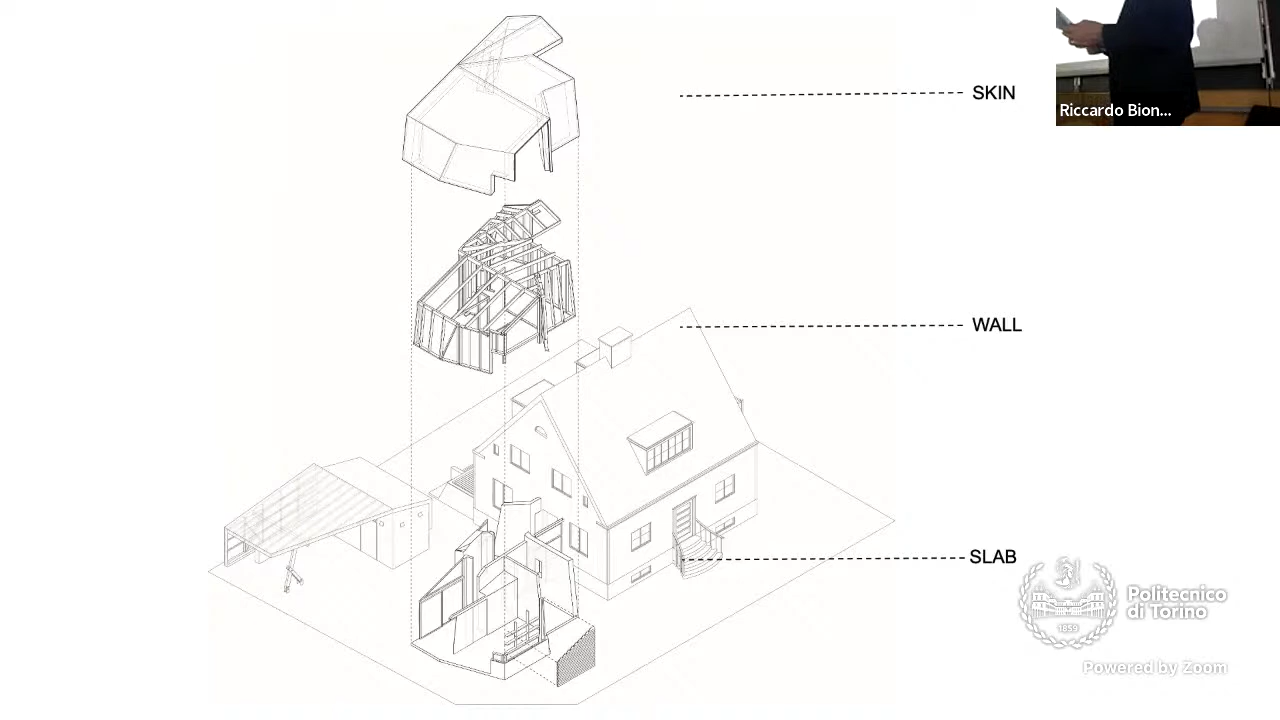 SKIN
Riccardo Bion...
WALL
SLAB
Politecnico
di Torino
1859
Powered by Zoom